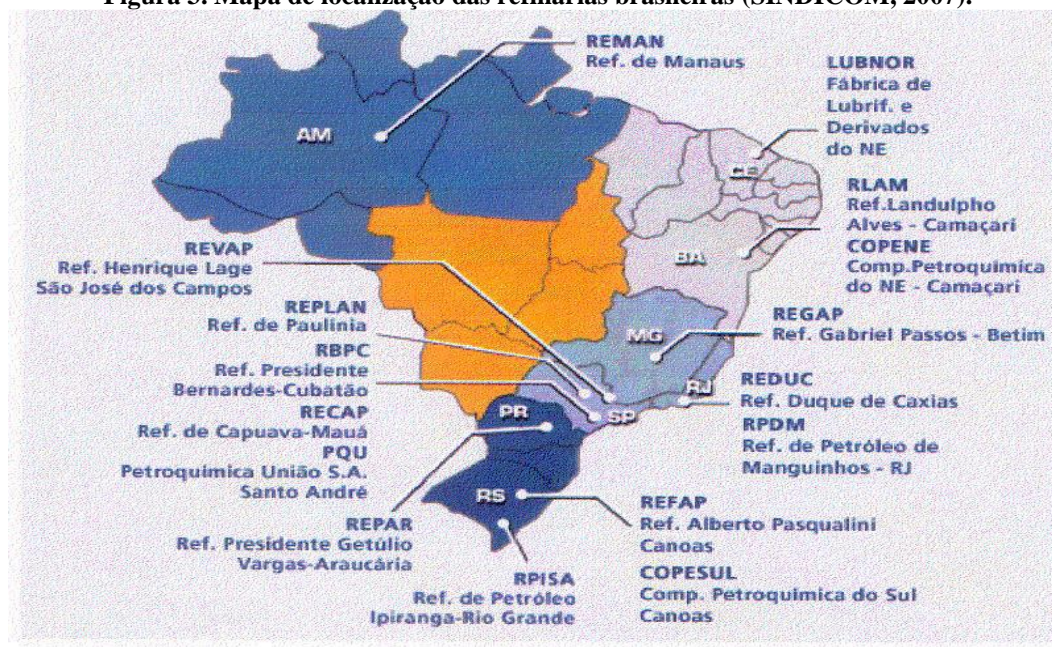 Figura 3. Mapa de localização das refinarias brasileiras (SINDICOM, 2007).
REMAN
Ref. de Manaus
LUBNOR
Fábrica de
Lubrif. e
Derivados
do NE
AM
CE
RLAM
Ref.Landulpho
Alves - Camaçari
COPENE
Comp.Petroquimica
do NE - Camaçari
BA
REVAP
Ref. Henrique Lage
São José dos Campos
REPLAN
Ref. de Paulinia
RBPC
Ref. Presidente
Bernardes-Cubatão
RECAP
Ref. de Capuava-Mauá
PQU
Petroquimica União S.A.
Santo André
REPAR
Ref. Presidente Getúlio
Vargas-Araucária
MG
RJ
SP
PR
RS
REGAP
Ref. Gabriel Passos - Betim
REDUC
Ref. Duque de Caxias
RPDM
Ref. de Petróleo de
Manguinhos - RJ
REFAP
Ref. Alberto Pasqualini
Canoas
COPESUL
Comp. Petroquimica do Sul
Canoas
RPISA
Ref. de Petróleo
Ipiranga-Rio Grande